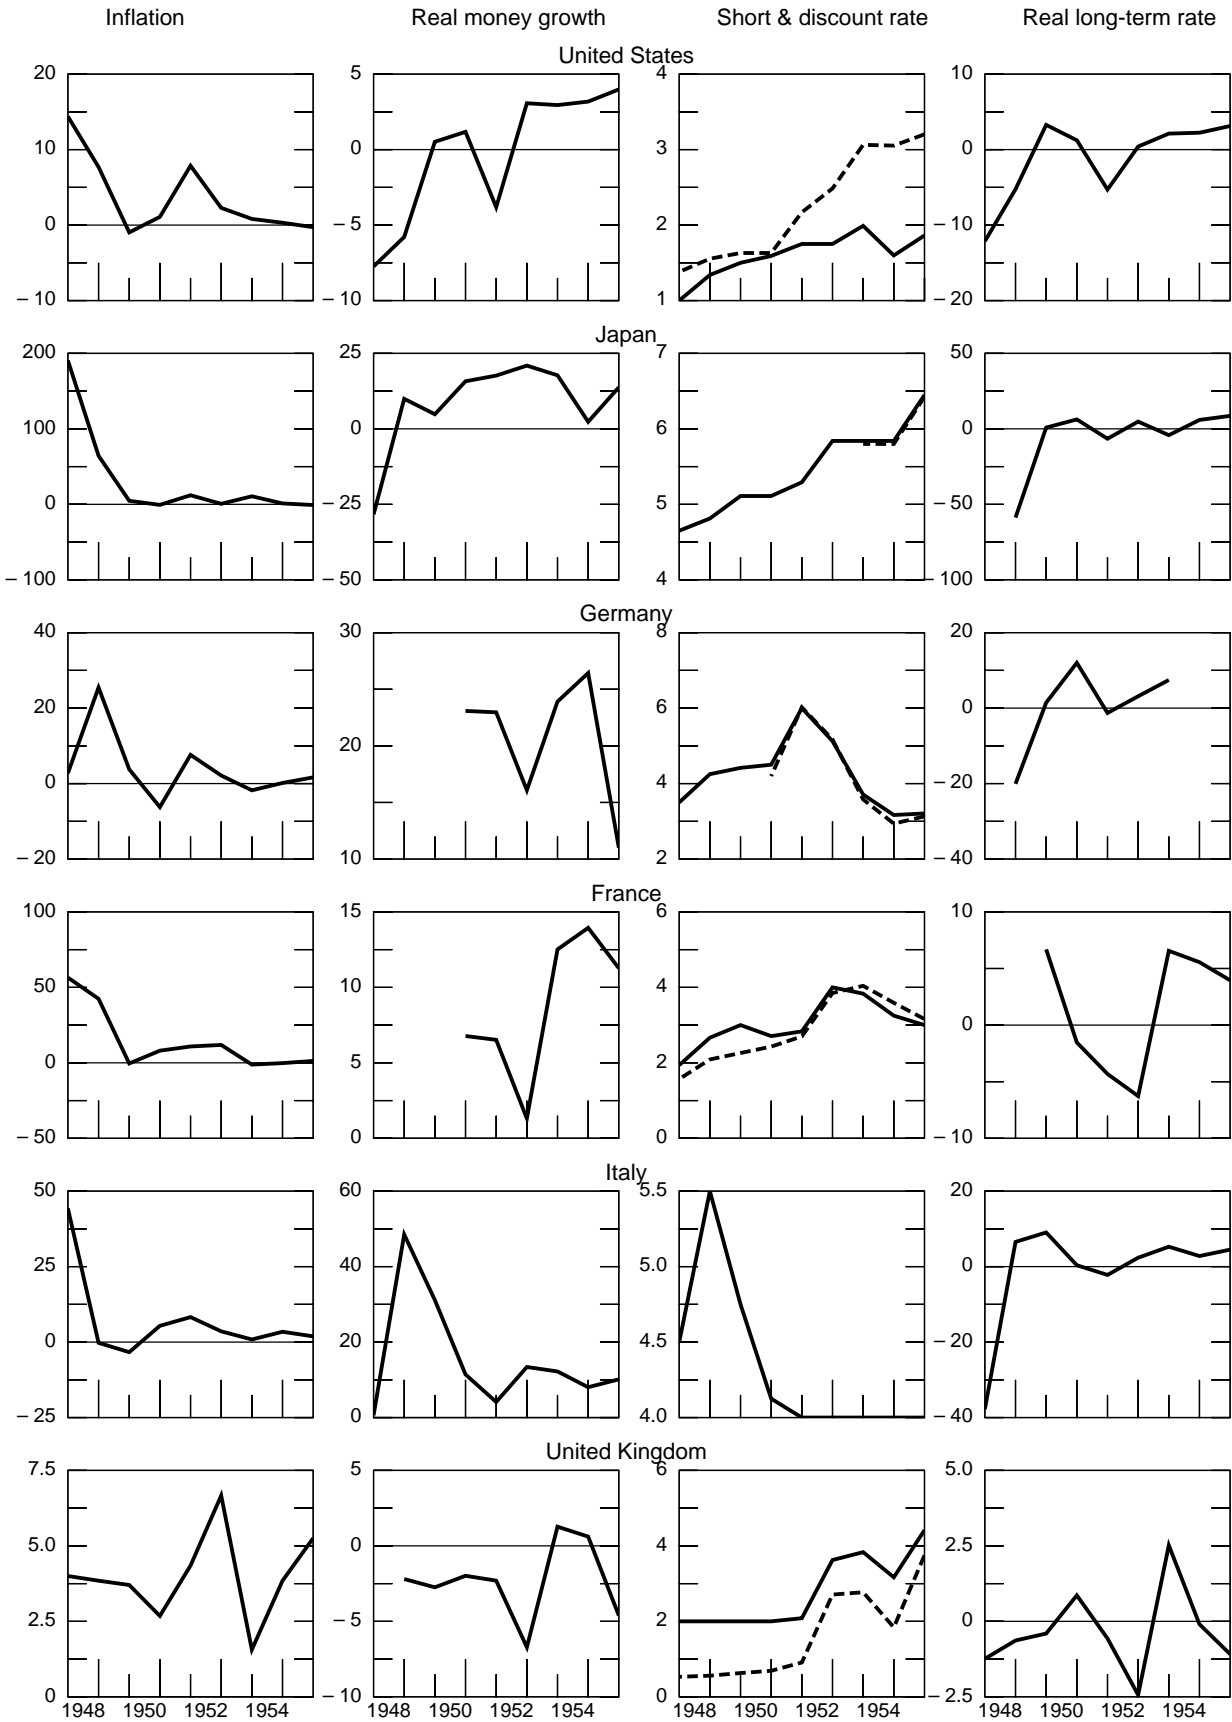 Inflation Real money growth Short & discount rate Real long-term rate
United States
20 5 4 10
10 0 3 0
0 – 5 2 – 10
– 10 – 10 1 – 20
Japan
200 25 7 50
100 0 6 0
0 – 25 5 – 50
– 100 – 50 4 – 100
Germany
40 30 8 20
20 6 0
20
0 4 – 20
– 20 10 2 – 40
France
100 15 6 10
50 10 4
0
0 5 2
– 50 0 0 – 10
Italy
50 60 5.5 20
25 40 5.0 0
0 20 4.5 – 20
– 25 0 4.0 – 40
United Kingdom
7.5 5 6 5.0
5.0 0 4 2.5
2.5 – 5 2 0
0 – 10 0 – 2.5
1948 1950 1952 1954 1948 1950 1952 1954 1948 1950 1952 1954 1948 1950 1952 1954